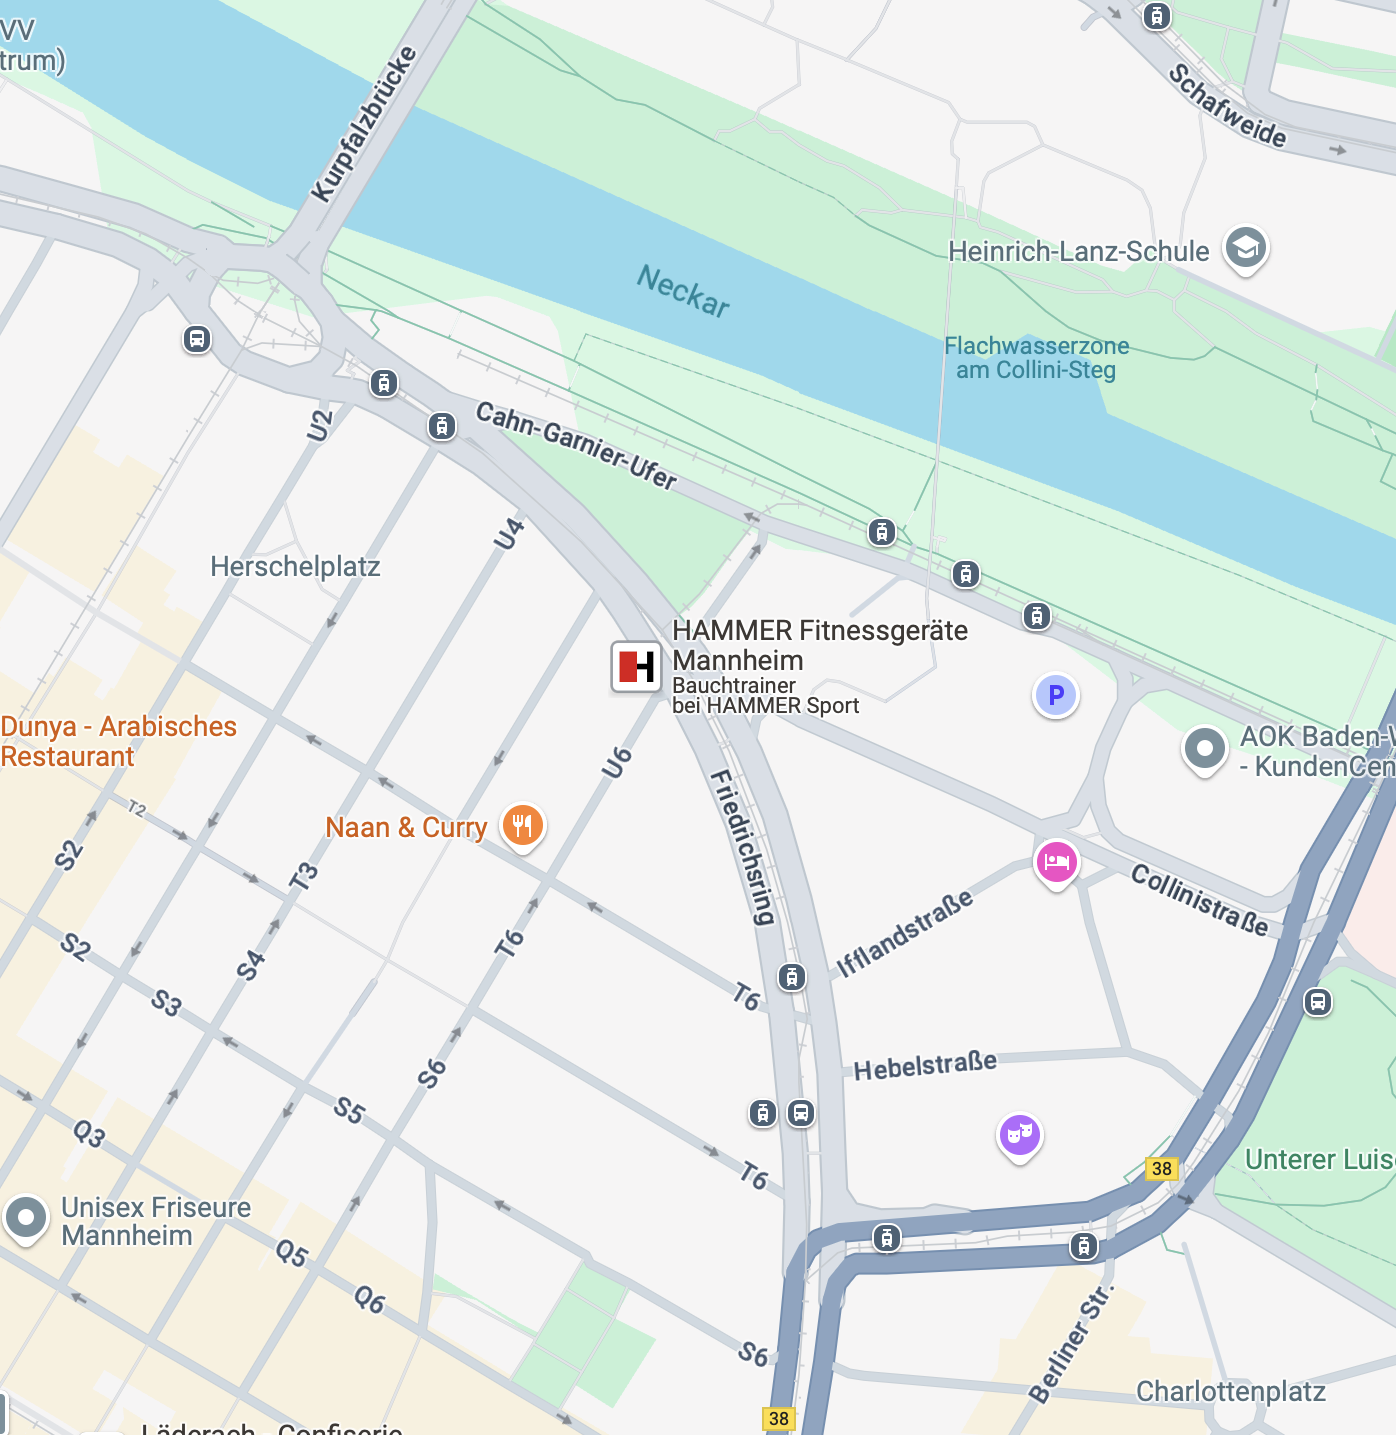 VV
trum)
Kurpfalzbrücke
Schafweide
Heinrich-Lanz-Schule
Neckar
Flachwasserzone
am Collini-Steg
U2
Cahn-Garnier-Ufer
U4
Herschelplatz
HAMMER Fitnessgeräte
Mannheim
Bauchtrainer
bei HAMMER Sport
P
Dunya - Arabisches
Restaurant
AOK Baden-W
- KundenCen
U6
T2
Naan & Curry
Friedrichsring
S2
T3
Collinistraße
Ifflandstraße
S2
T6
S4
S3
T6
Hebelstraße
S6
S5
Q3
T6
38
Unterer Luise
Unisex Friseure
Mannheim
Q5
Q6
S6
Berliner Str.
Charlottenplatz
38
Läderach - Confiserie